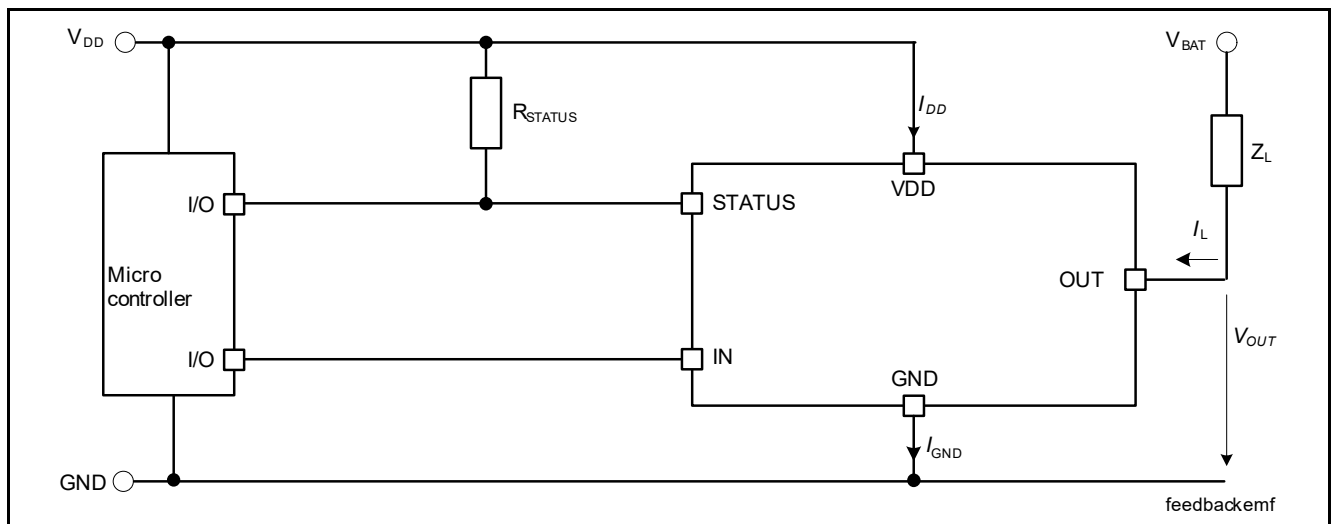 VDD
VBAT
IDD
RSTATUS
ZL
VDD
I/O
STATUS
IL
Micro
controller
OUT
I/O
IN
VOUT
GND
IGND
GND
feedbackemf